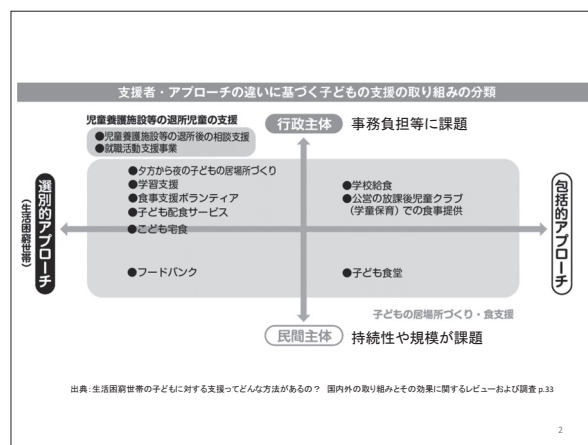 支援者・アプローチの違いに基づく子どもの支援の取り組みの分類
児童養護施設等の退所児童の支援
●児童養護施設等の退所後の相談支援
●就職活動支援事業
行政主体
事務負担等に課題
●夕方から夜の子どもの居場所づくり
●学習支援
●食事支援ボランティア
●子ども配食サービス
●こども宅食
●フードバンク
●学校給食
●公営の放課後児童クラブ
(学童保育)での食事提供
●子ども食堂
選別的アプローチ
(生活困窮世帯)
包括的アプローチ
子どもの居場所づくり・食支援
民間主体
持続性や規模が課題
出典:生活困窮世帯の子どもに対する支援ってどんな方法があるの? 国内外の取り組みとその効果に関するレビューおよび調査 p.33
2